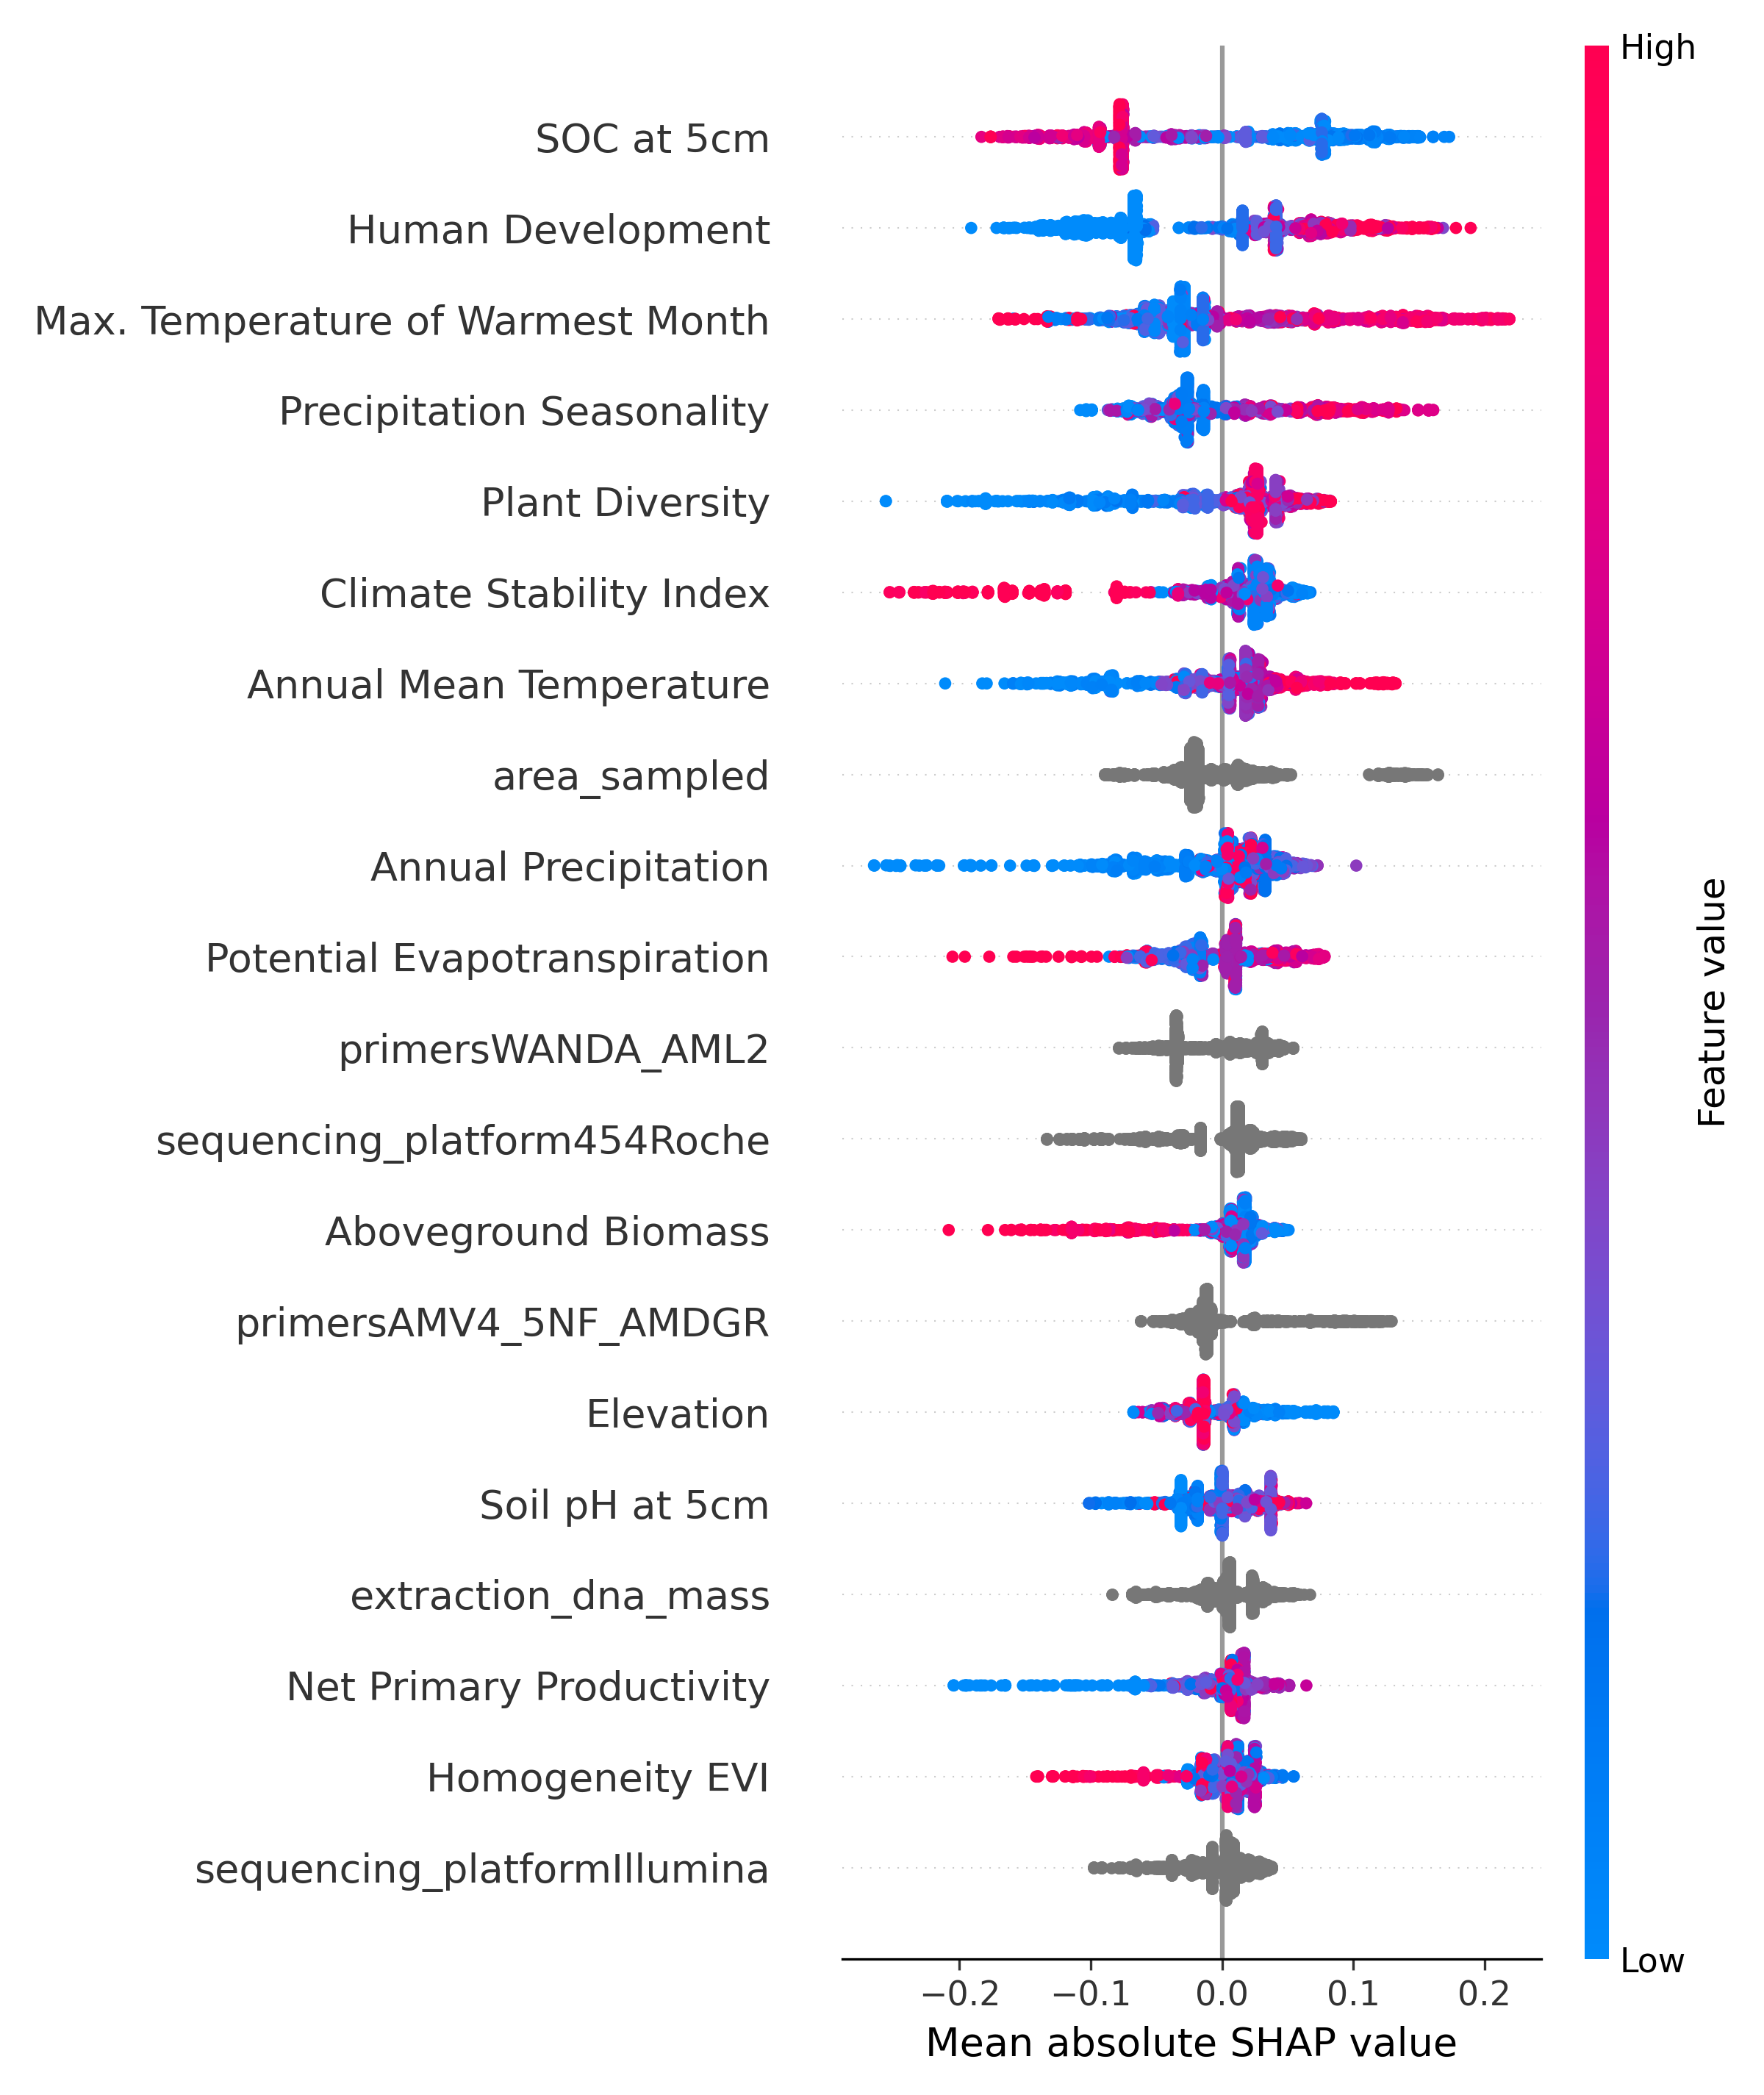 High
SOC at 5cm
Human Development
Max. Temperature of Warmest Month
Precipitation Seasonality
Plant Diversity
Climate Stability Index
Annual Mean Temperature
area_sampled
Annual Precipitation
Potential Evapotranspiration
primersWANDA_AML2
sequencing_platform454Roche
Aboveground Biomass
primersAMV4_5NF_AMDGR
Elevation
Soil pH at 5cm
extraction_dna_mass
Net Primary Productivity
Homogeneity EVI
sequencing_platformIllumina
Feature value
Low
−0.2 −0.1 0.0 0.1 0.2
Mean absolute SHAP value